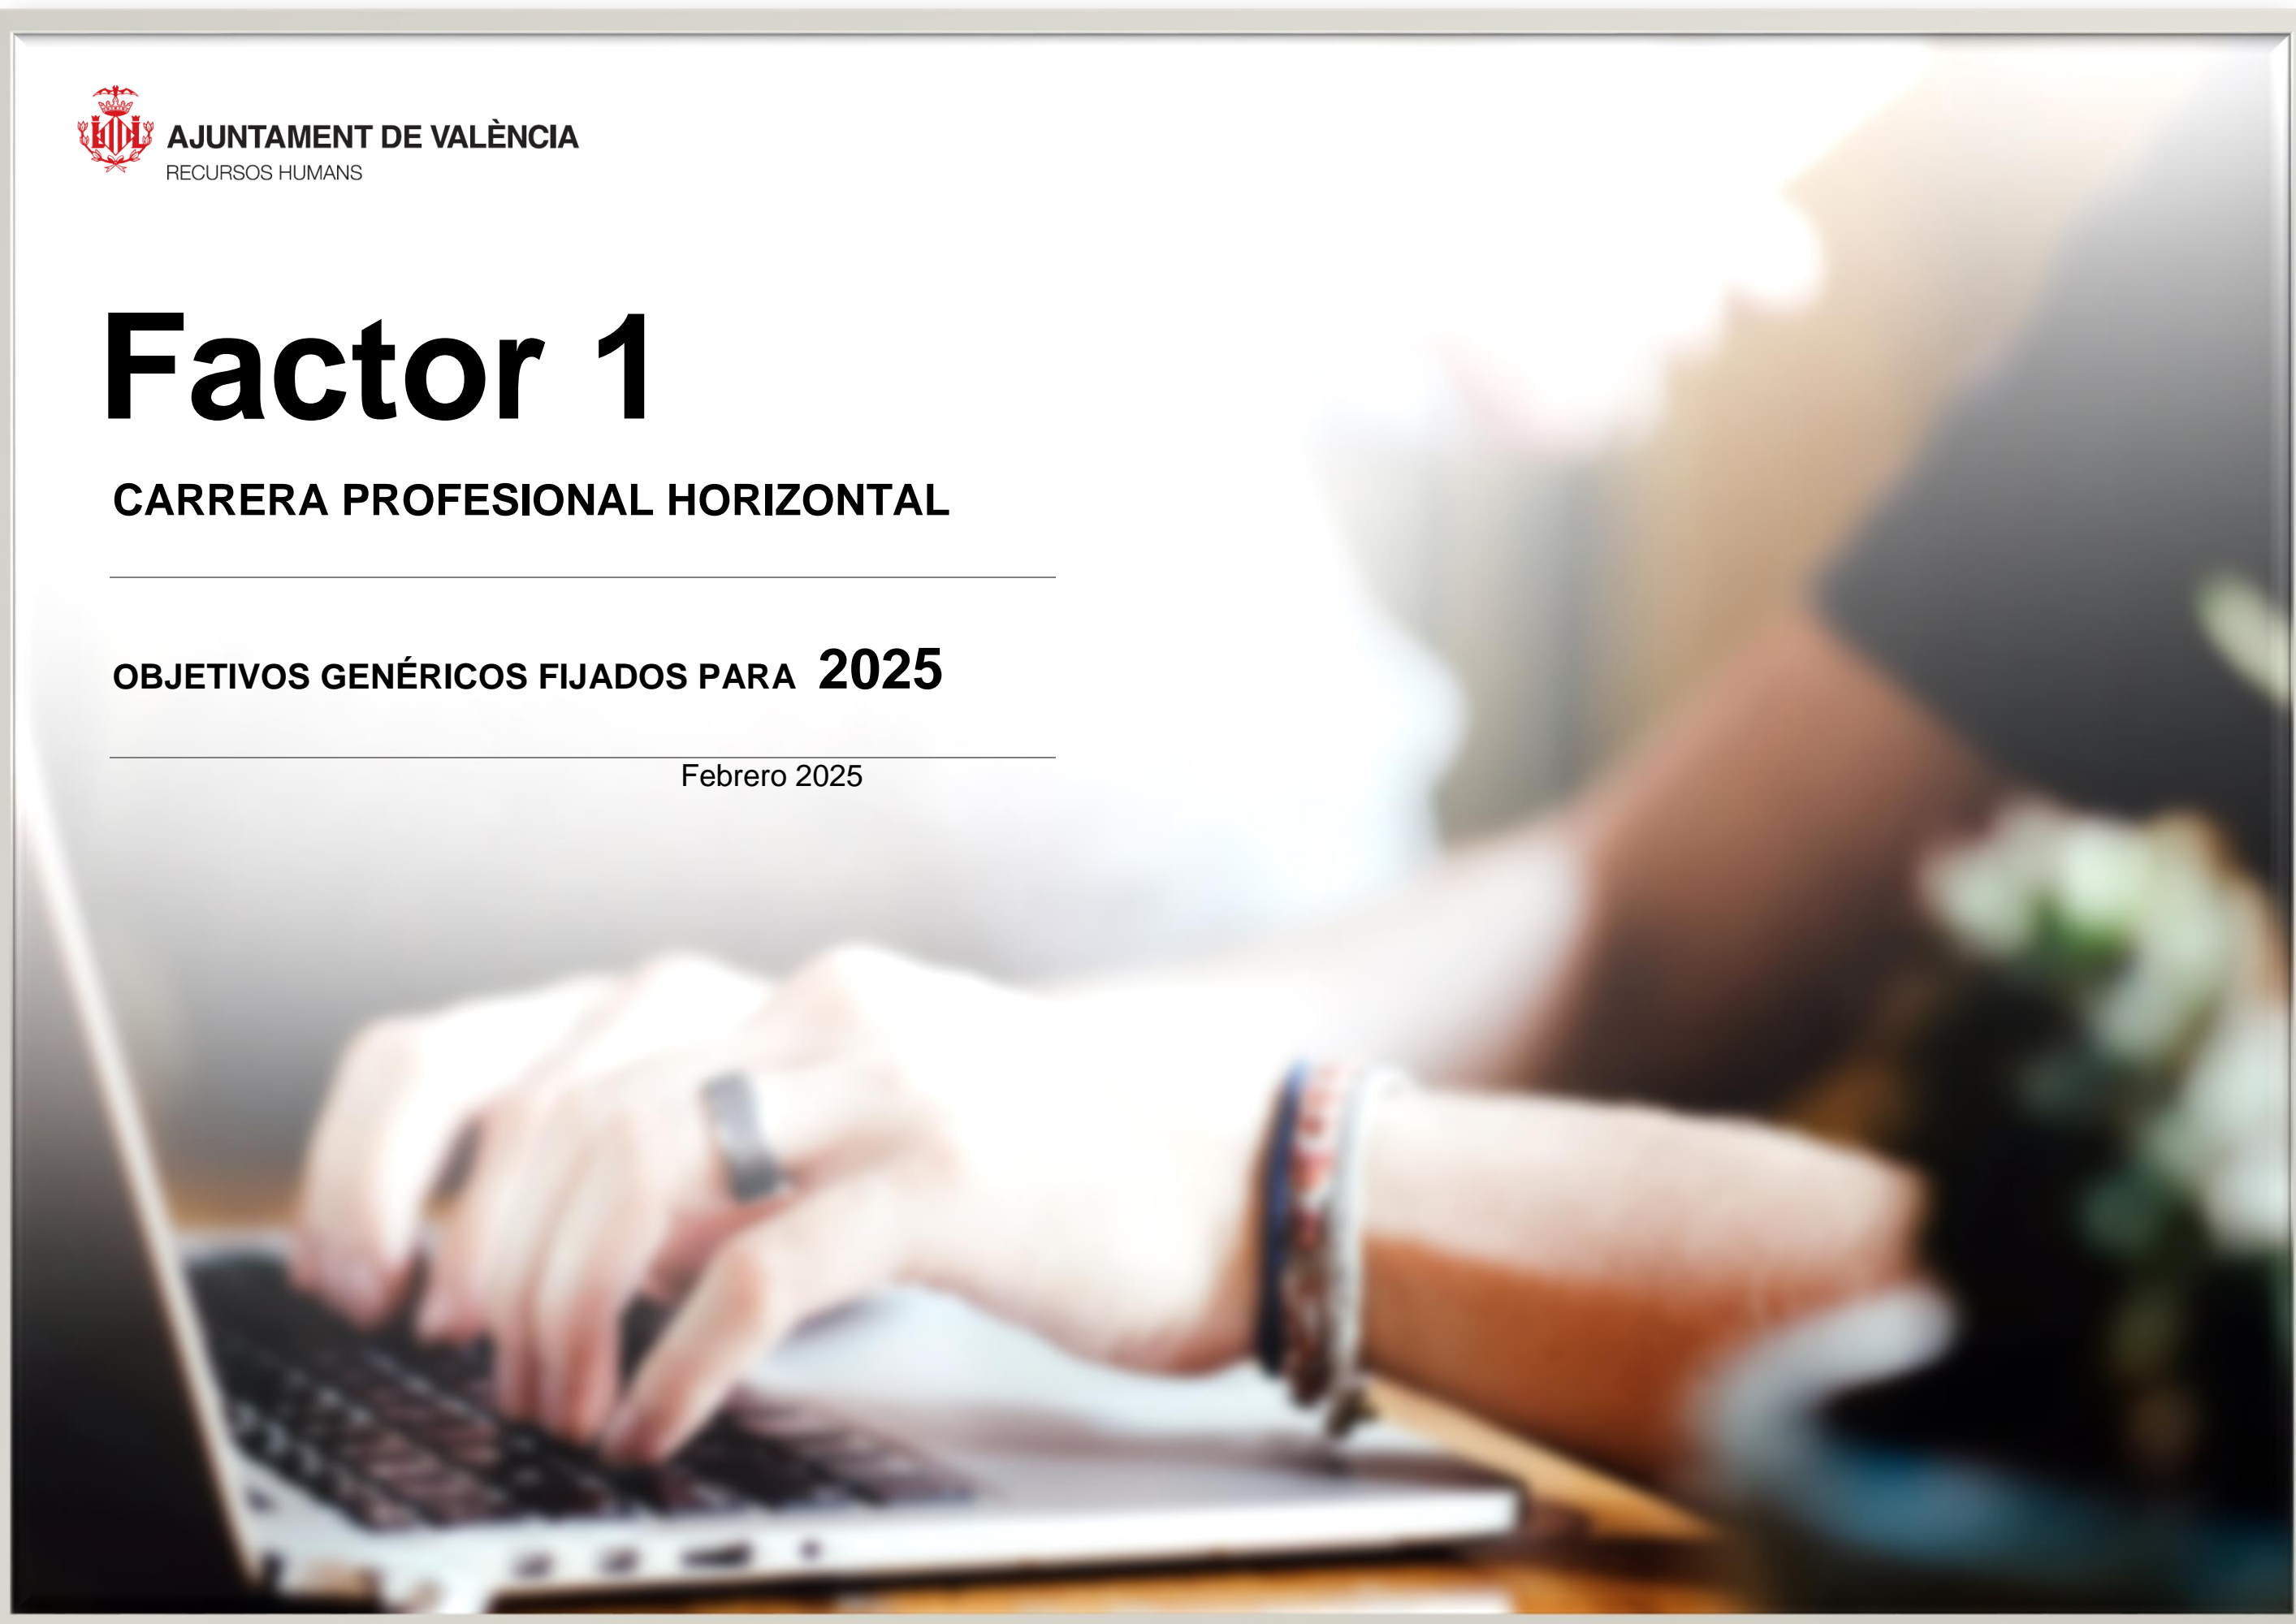 AJUNTAMENT DE VALÈNCIA
RECURSOS HUMANS
Factor 1
CARRERA PROFESIONAL HORIZONTAL
OBJETIVOS GENÉRICOS FIJADOS PARA 2025
Febrero 2025